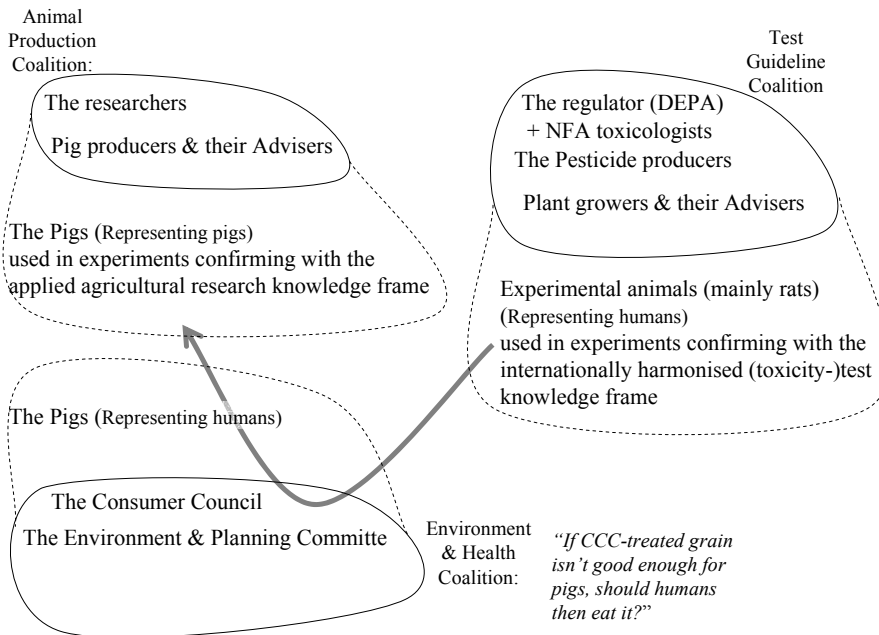 Animal
Production
Coalition:
The researchers
Pig producers & their Advisers
The Pigs (Representing pigs)
used in experiments confirming with the
applied agricultural research knowledge frame
Test
Guideline
Coalition
The regulator (DEPA)
+ NFA toxicologists
The Pesticide producers
Plant growers & their Advisers
Experimental animals (mainly rats)
(Representing humans)
used in experiments confirming with the
internationally harmonised (toxicity-)test
knowledge frame
The Pigs (Representing humans)
The Consumer Council
The Environment & Planning Committe
Environment
& Health
Coalition:
“If CCC-treated grain
isn’t good enough for
pigs, should humans
then eat it?”